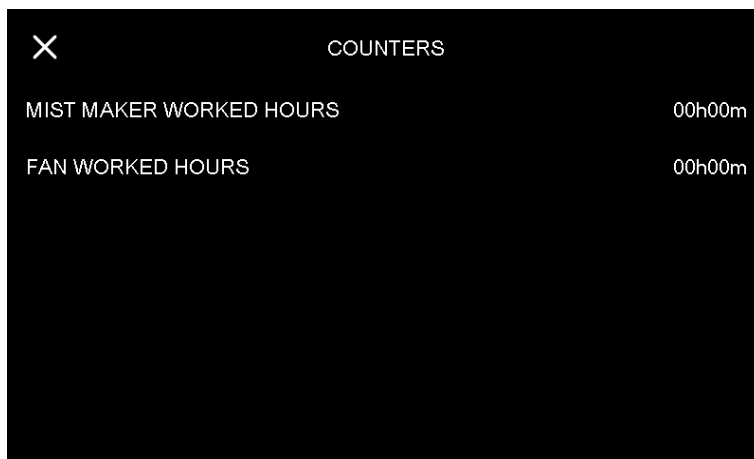 COUNTERS
MIST MAKER WORKED HOURS 00h00m
FAN WORKED HOURS 00h00m